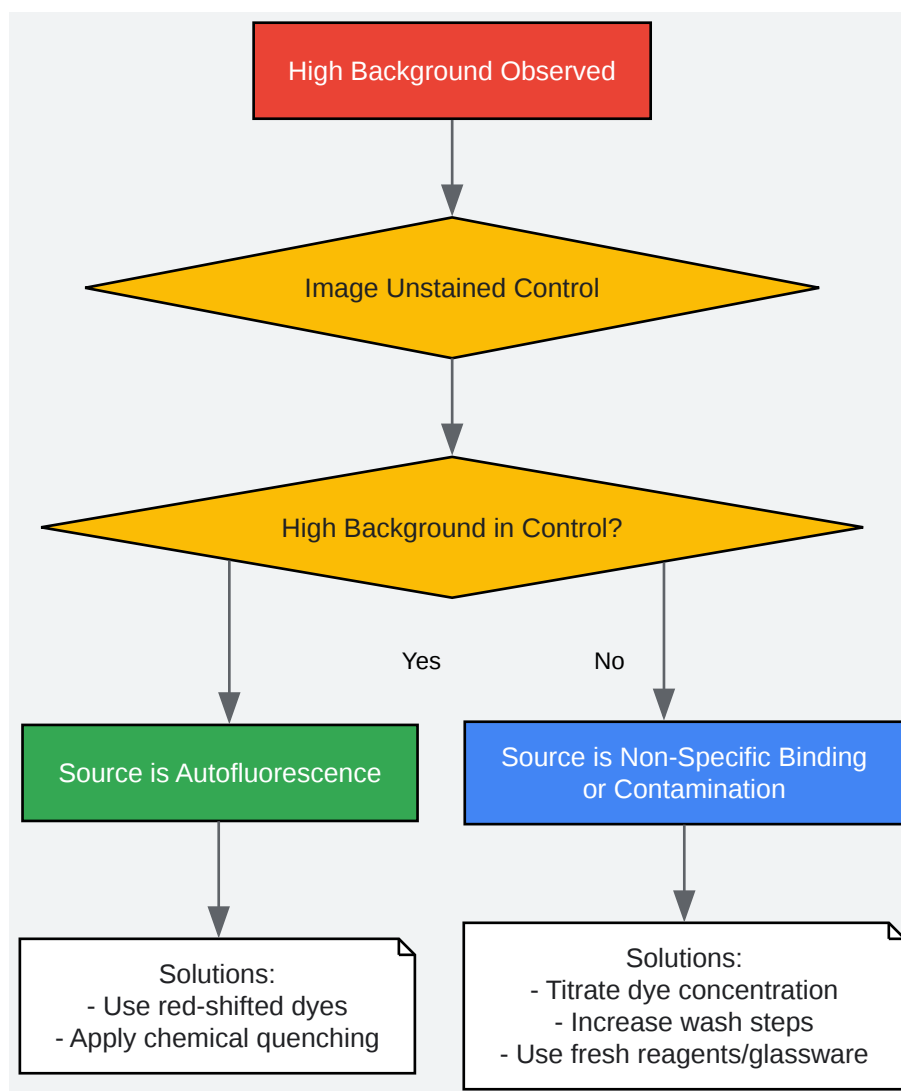 High Background Observed
Image Unstained Control
High Background in Control?
Yes
No
Source is Autofluorescence
Source is Non-Specific Binding
or Contamination
Solutions:
- Use red-shifted dyes
- Apply chemical quenching
Solutions:
- Titrate dye concentration
- Increase wash steps
- Use fresh reagents/glassware